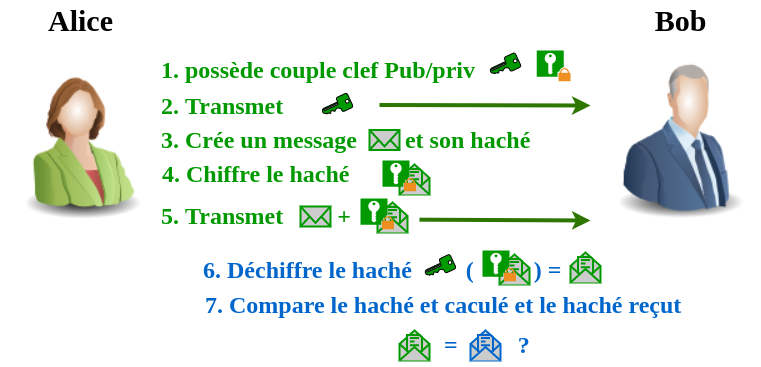 Alice
Bob
1. possède couple clef Pub/priv
2. Transmet
3. Crée un message et son haché
4. Chiffre le haché
5. Transmet +
6. Déchiffre le haché ( ) =
7. Compare le haché et caculé et le haché reçut
= ?